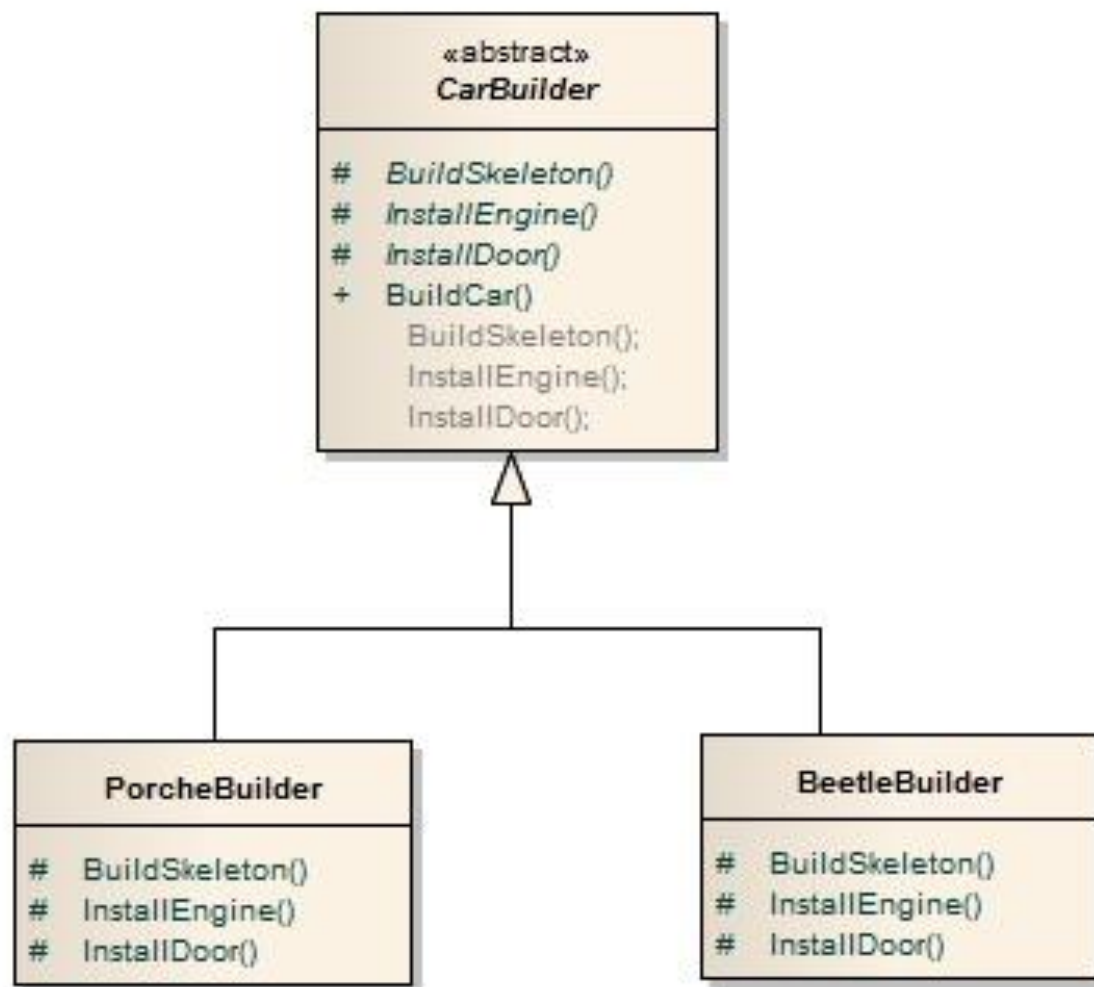 «abstract»
CarBuilder
# BuildSkeleton()
# InstallEngine()
# InstallDoor()
+ BuildCar()
BuildSkeleton();
InstallEngine();
InstallDoor();
PorcheBuilder
# BuildSkeleton()
# InstallEngine()
# InstallDoor()
BeetleBuilder
# BuildSkeleton()
# InstallEngine()
# InstallDoor()